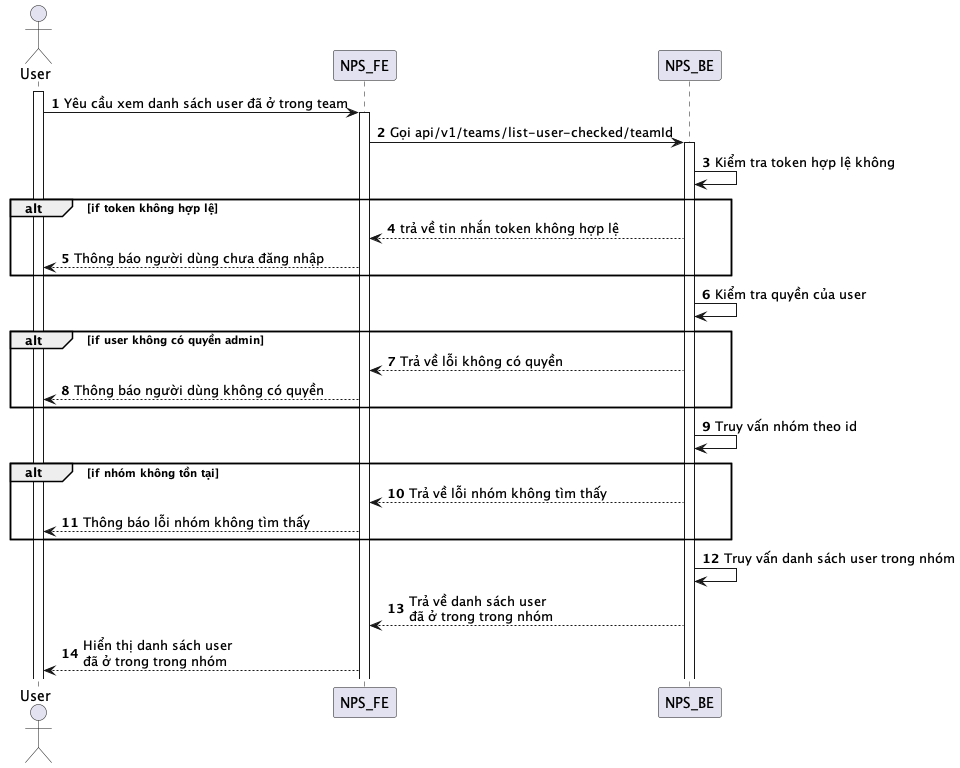 User
NPS_FE
NPS_BE
1 Yêu cầu xem danh sách user đã ở trong team
2 Gọi api/v1/teams/list-user-checked/teamId
3 Kiểm tra token hợp lệ không
alt [if token không hợp lệ]
4 trả về tin nhắn token không hợp lệ
5 Thông báo người dùng chưa đăng nhập
6 Kiểm tra quyền của user
alt [if user không có quyền admin]
7 Trả về lỗi không có quyền
8 Thông báo người dùng không có quyền
9 Truy vấn nhóm theo id
alt [if nhóm không tồn tại]
10 Trả về lỗi nhóm không tìm thấy
11 Thông báo lỗi nhóm không tìm thấy
12 Truy vấn danh sách user trong nhóm
13 Trả về danh sách user
đã ở trong trong nhóm
14 Hiển thị danh sách user
đã ở trong trong nhóm
User
NPS_FE
NPS_BE